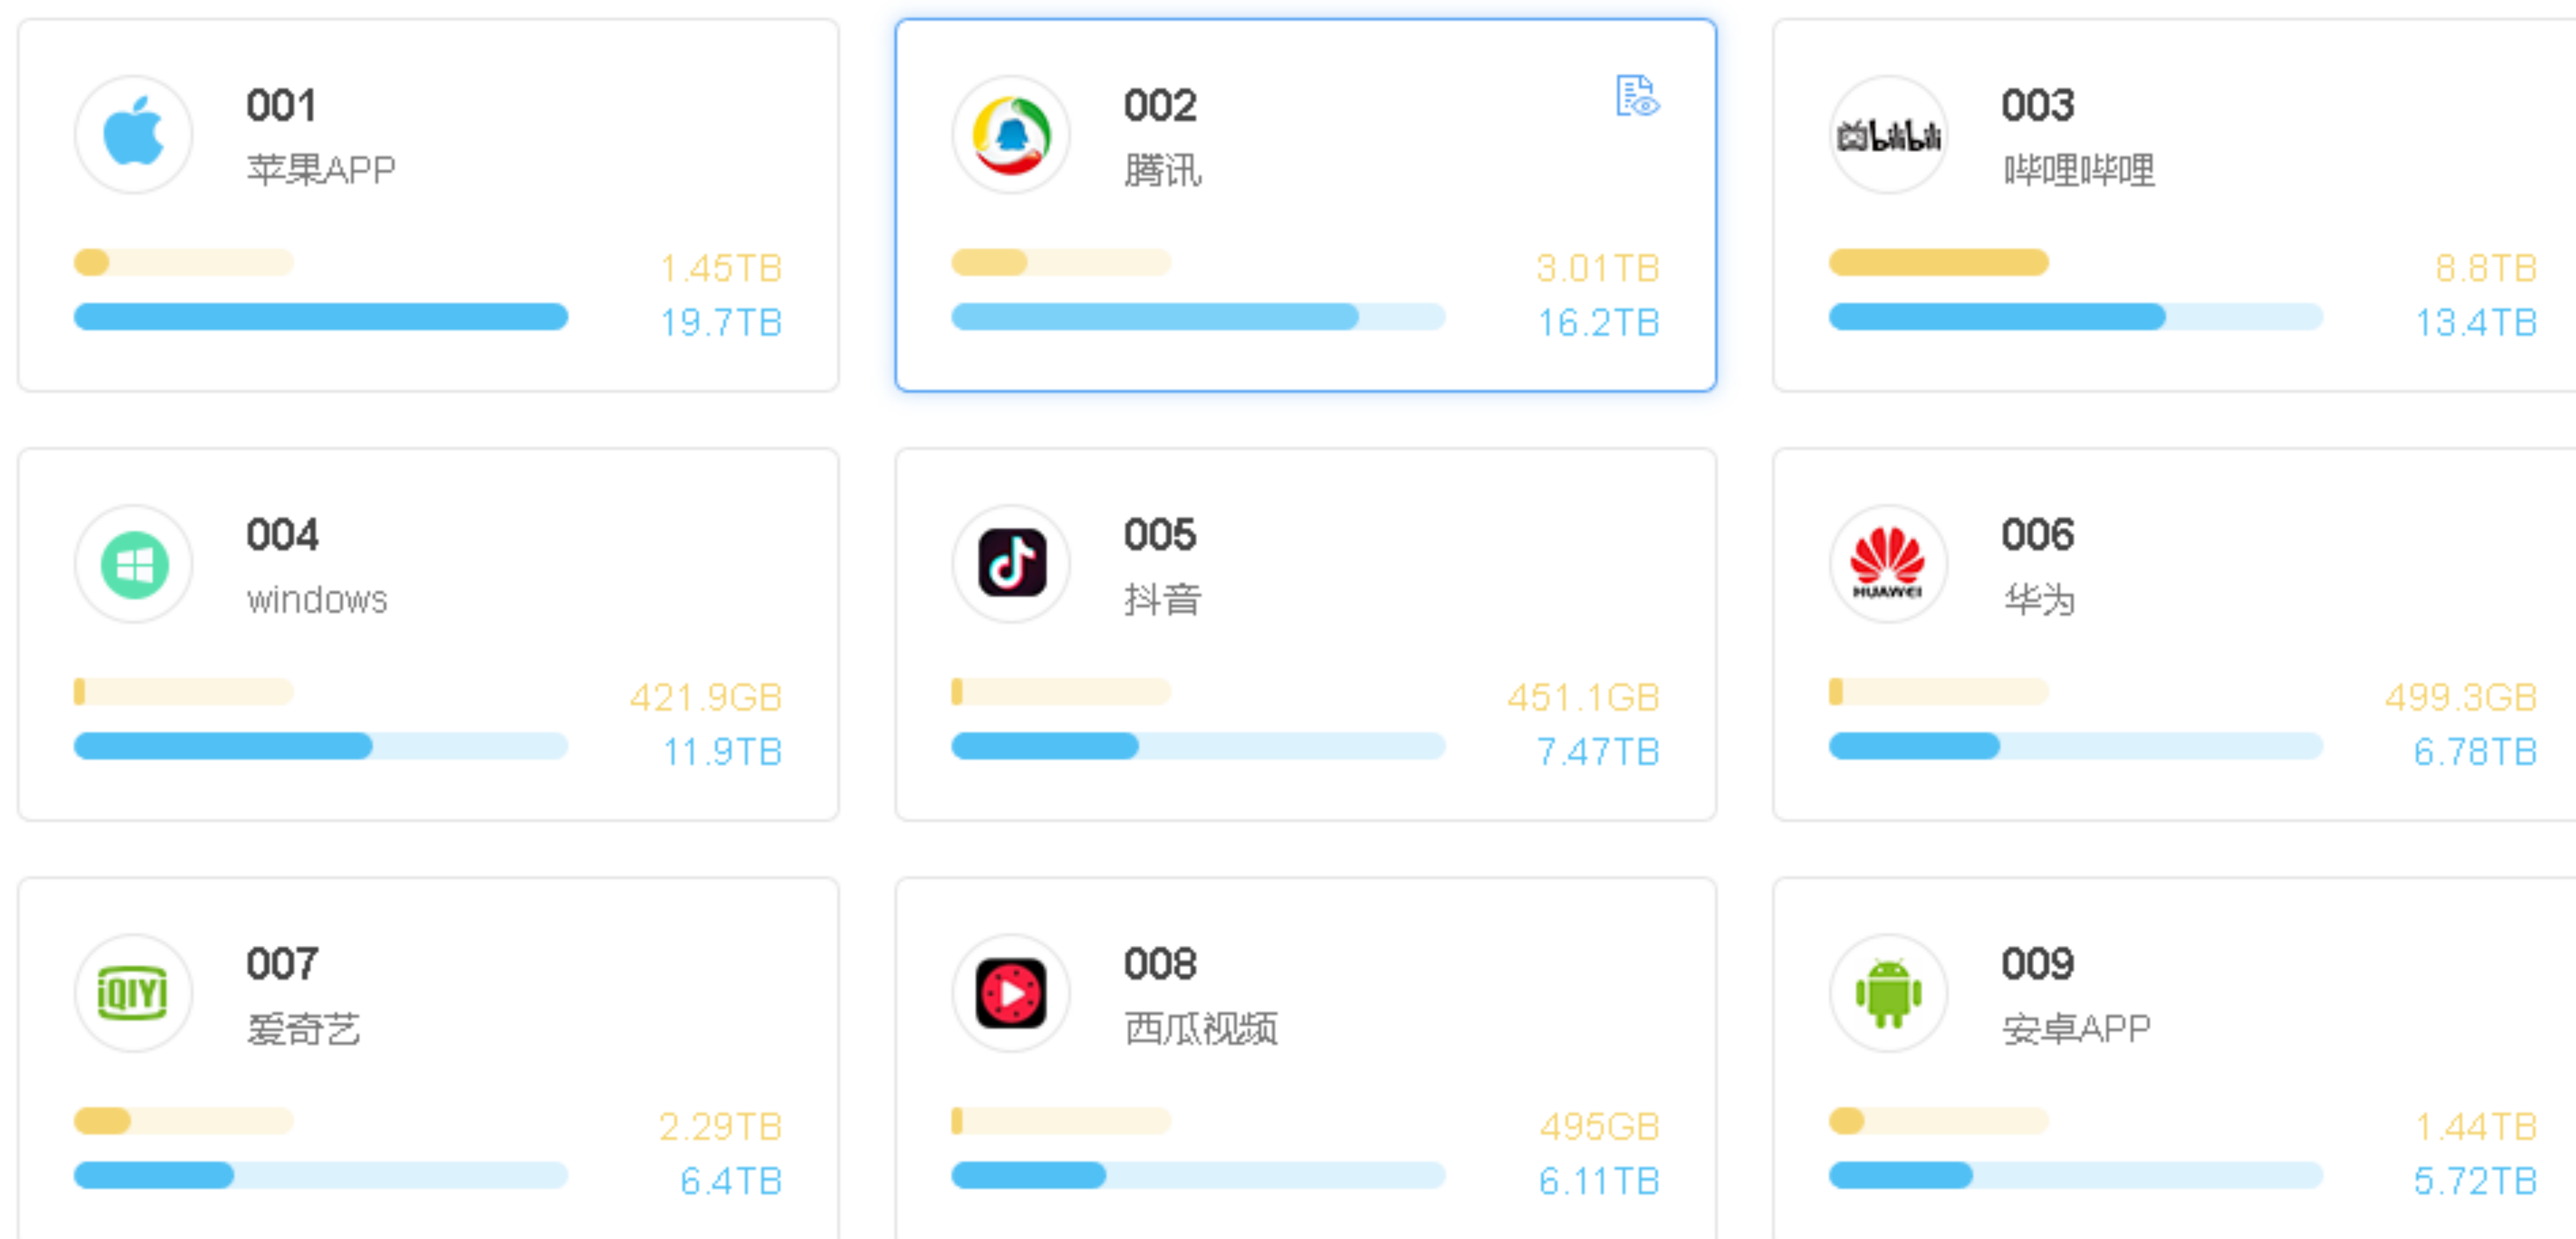 001
苹果APP
1.45TB
19.7TB
002
腾讯
3.01TB
16.2TB
bilibili
003
哔哩哔哩
8.8TB
13.4TB
004
windows
421.9GB
11.9TB
005
抖音
451.1GB
7.47TB
HUAWEI
006
华为
499.3GB
6.78TB
iQIYI
007
爱奇艺
2.29TB
6.4TB
008
西瓜视频
495GB
6.11TB
009
安卓APP
1.44TB
5.72TB